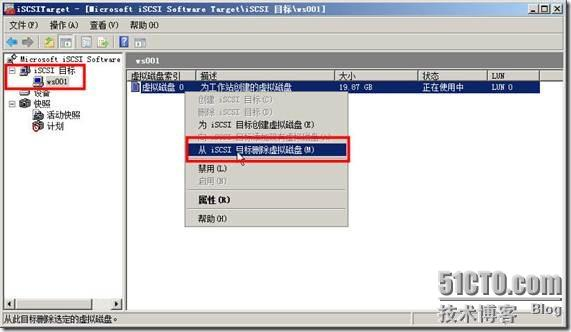 iSCSITarget - [Microsoft iSCSI Software Target\iSCSI 目标\ws001]
文件(F) 操作(A) 查看(V) 帮助(H)
Microsoft iSCSI Software
iSCSI 目标
ws001
设备
快照
活动快照
计划
ws001
虚拟磁盘索引 描述 大小 状态 LUN
虚拟磁盘 0 为工作站创建的虚拟磁盘 19.87 GB 正在使用中 LUN 0
创建 iSCSI 目标(C)
删除 iSCSI 目标(D)
为 iSCSI 目标创建虚拟磁盘(E)
从 iSCSI 目标删除虚拟磁盘(M)
禁用(L)
启用(N)
属性(R)
帮助(H)
从此目标删除选定的虚拟磁盘。
51CTO.com
技术博客 Blog